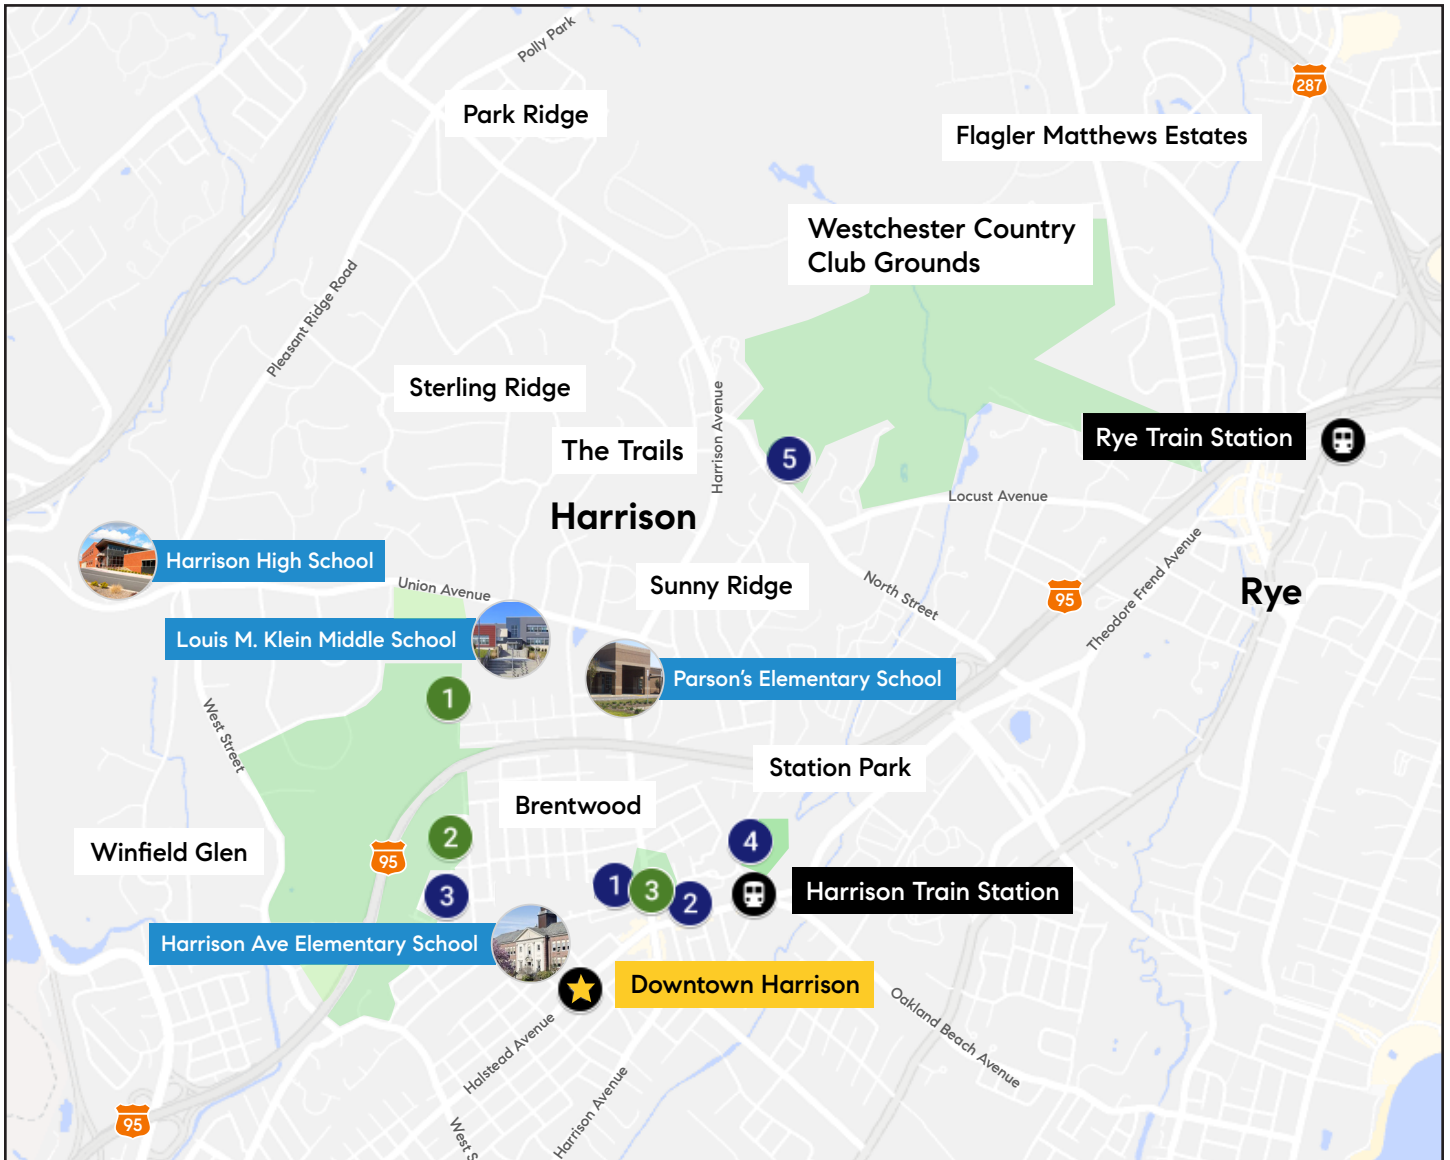 Polly Park
287
Park Ridge
Flagler Matthews Estates
Westchester Country
Club Grounds
Pleasant Ridge Road
Sterling Ridge
Harrison Avenue
The Trails
5
Rye Train Station
Locust Avenue
Harrison
Harrison High School
Union Avenue
Sunny Ridge
North Street
95
Theodore Frend Avenue
Rye
Louis M. Klein Middle School
Parson's Elementary School
1
West Street
Station Park
Brentwood
2
4
Winfield Glen
95
3
1
3
2
Harrison Train Station
Harrison Ave Elementary School
Downtown Harrison
Halstead Avenue
Oakland Beach Avenue
Harrison Avenue
95
West S